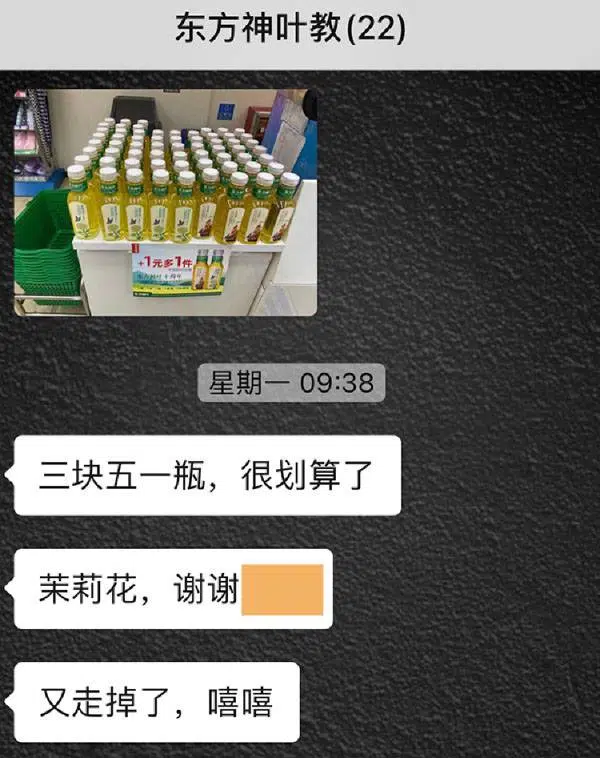 东方神叶教(22)
+1元多1件
星期一 09:38
三块五一瓶，很划算了
茉莉花，谢谢
又走掉了，嘻嘻